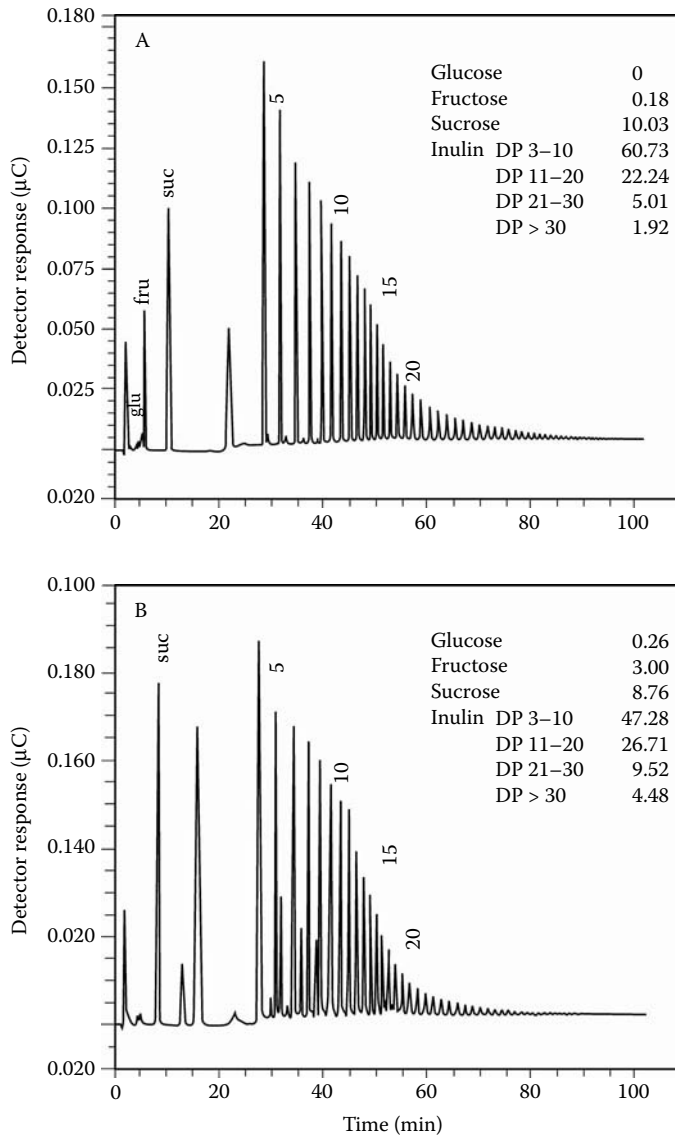 0.180
A
0.150
0.125
0.100
0.075
0.050
0.025
0.020
Detector response (μC)
glu
fru
suc
5
10
15
20
Glucose 0
Fructose 0.18
Sucrose 10.03
Inulin DP 3–10 60.73
DP 11–20 22.24
DP 21–30 5.01
DP > 30 1.92
0 20 40 60 80 100
0.100
B
0.180
0.160
0.140
0.020
0.020
Detector response (μC)
suc
5
10
15
20
Glucose 0.26
Fructose 3.00
Sucrose 8.76
Inulin DP 3–10 47.28
DP 11–20 26.71
DP 21–30 9.52
DP > 30 4.48
0 20 40 60 80 100
Time (min)